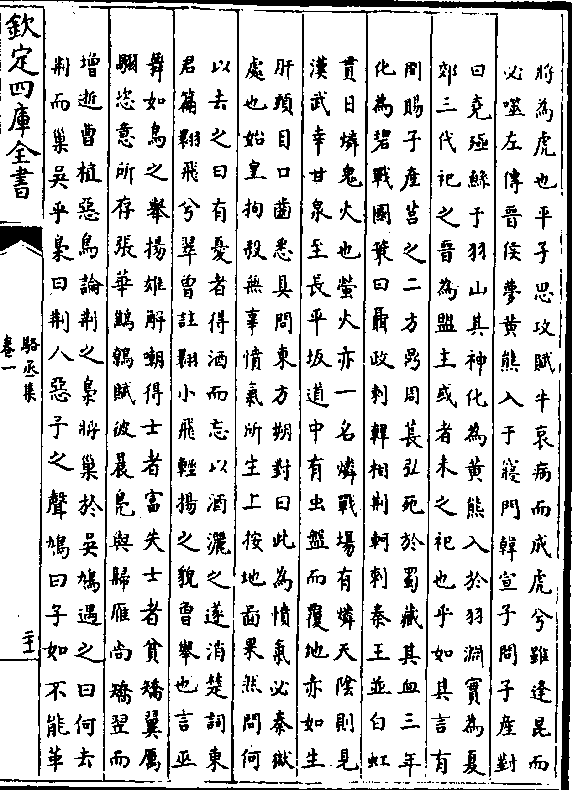 將為虎也平子思𤣥賦牛哀病而成虎兮雖逢昆而
必噬左傳晉侯夢黄熊入于寢門韓宣子問子產對
曰堯殛鯀于羽山其神化為黄熊入於羽淵實為夏
郊三代祀之晉為盟主或者未之祀也乎如其言有
間賜子產莒之二方鼎周萇弘死於蜀藏其血三年
化為碧戰國策曰聶政刺韓相荆軻刺秦王並白虹
貫日燐鬼火也螢火亦一名燐戰場有燐天陰則見
漢武幸甘泉至長平坂道中有虫盤而覆地亦如生
肝頭目口齒悉具問東方朔對曰此為憤氣必秦獄
處也始皇拘殺無辜憤氣所生上按地圖果然問何
以去之曰有憂者得酒而忘以酒灑之遂消楚詞東
君篇翾飛兮翠曾註翾小飛輕揚之貌曾舉也言巫
舞如鳥之舉揚雄解嘲得士者富失士者貧矯翼厲
翮恣意所存張華鷦鷯賦彼晨鳬與歸雁尚矯翌而
增逝曹植惡鳥論荆之梟將巢於吳鳩遇之曰何去
荆而巢吳乎梟曰荆人惡子之聲鳩曰子如不能革
欽定四庫全書
駱丞集
卷一